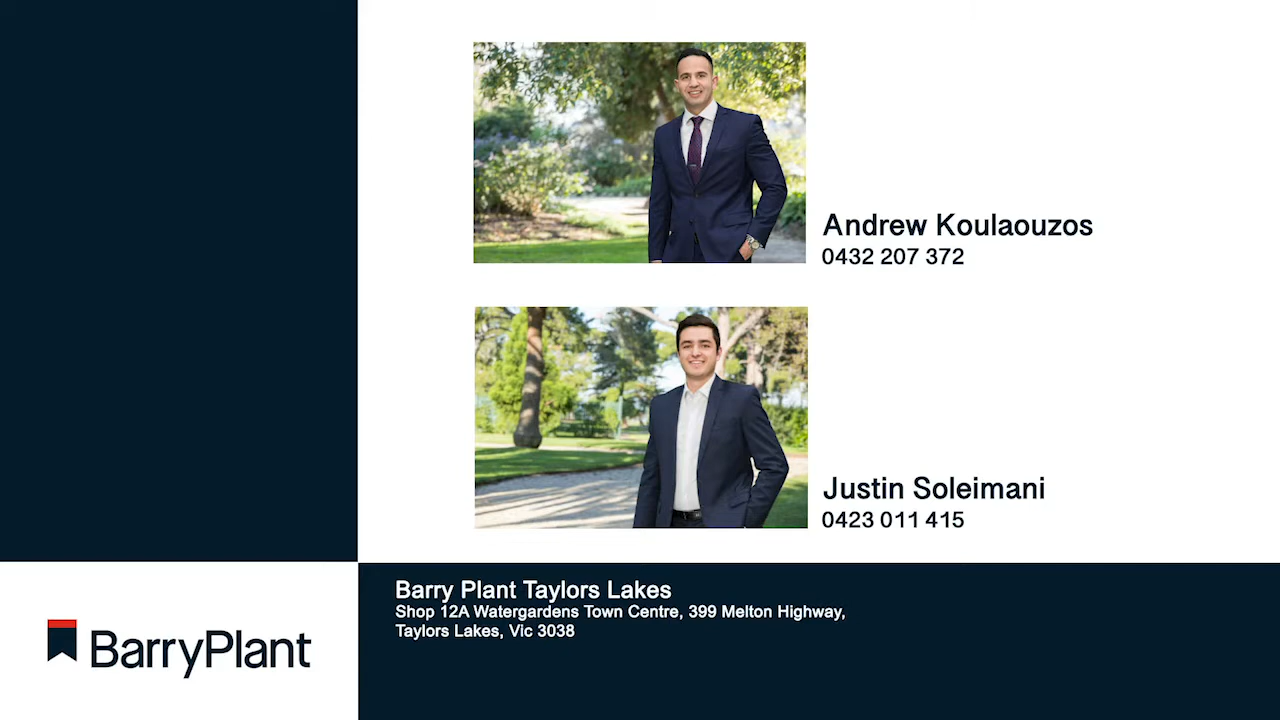 Andrew Koulaouzos
0432 207 372
Justin Soleimani
0423 011 415
Barry Plant Taylors Lakes
Shop 12A Watergardens Town Centre, 399 Melton Highway,
Taylors Lakes, Vic 3038
BarryPlant